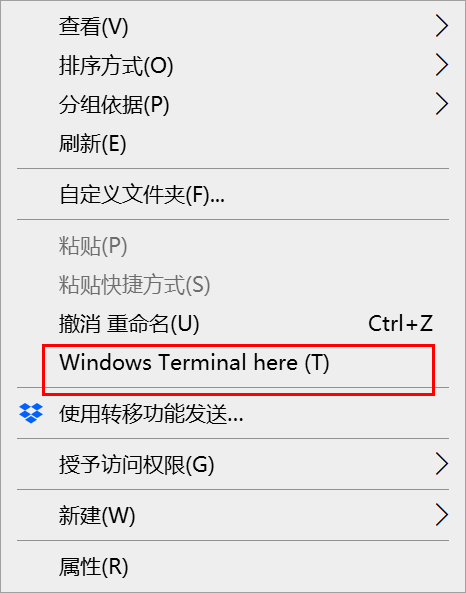 查看(V)
排序方式(O)
分组依据(P)
刷新(E)
自定义文件夹(F)...
粘贴(P)
粘贴快捷方式(S)
撤消 重命名(U) Ctrl+Z
Windows Terminal here (T)
使用转移功能发送...
授予访问权限(G)
新建(W)
属性(R)